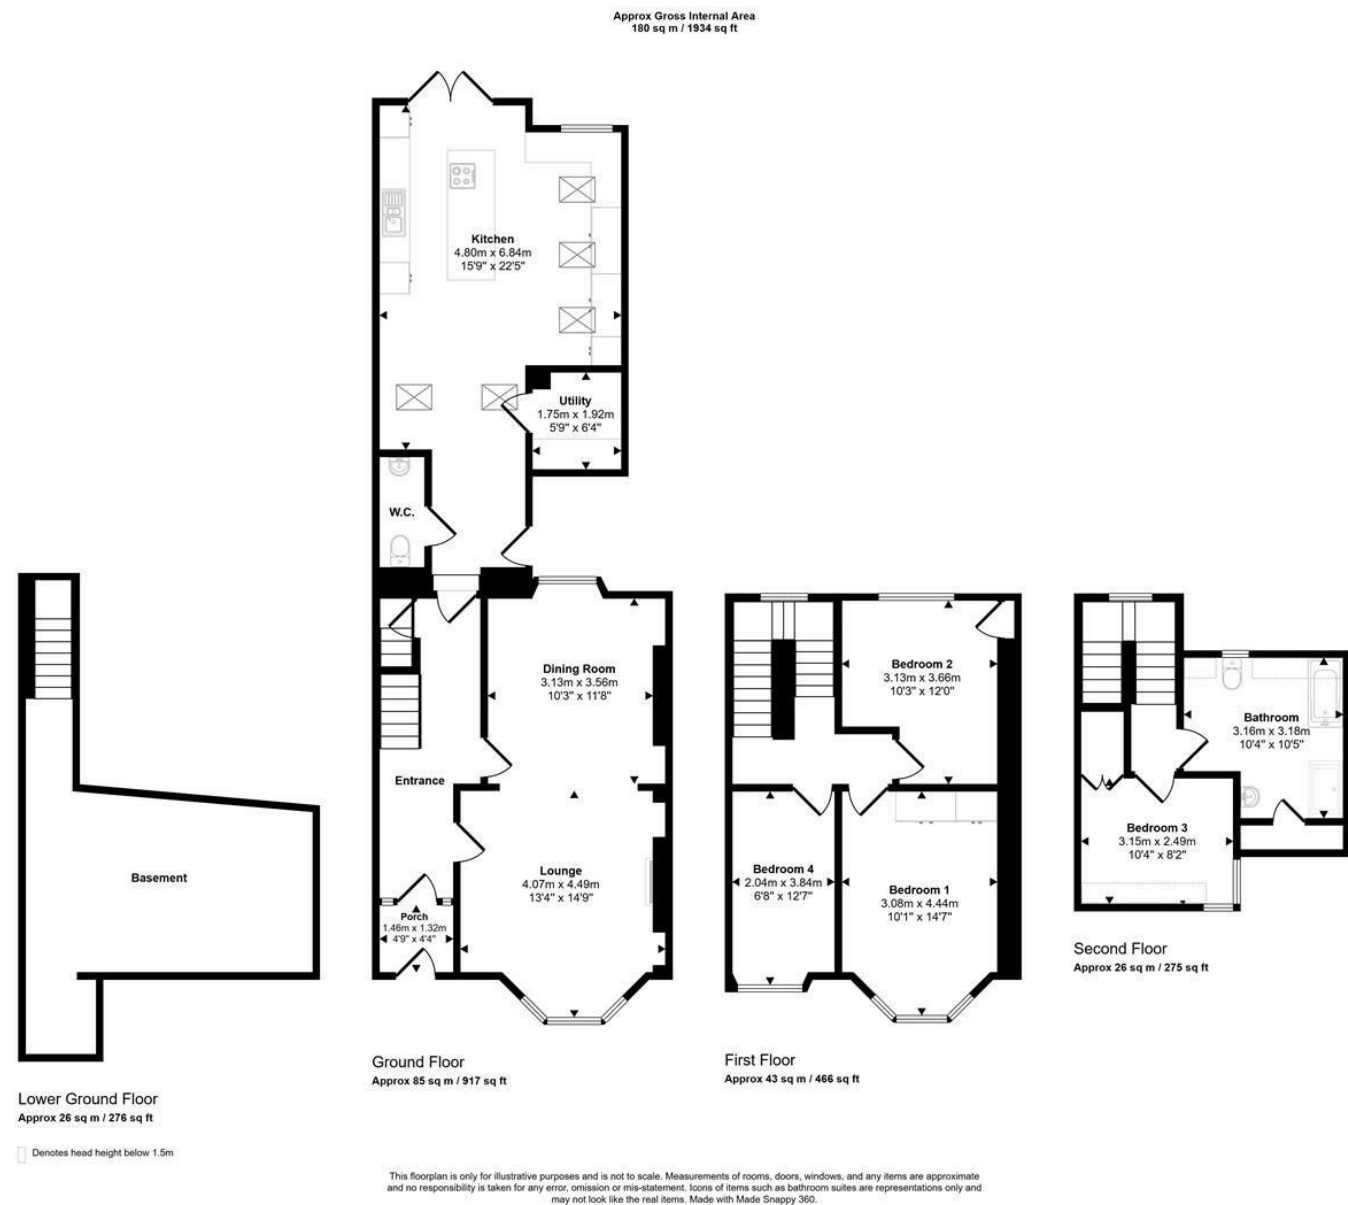 Approx Gross Internal Area
180 sq m / 1934 sq ft
Kitchen
4.80m x 6.84m
15'9" x 22'5"
Utility
1.75m x 1.92m
5'9" x 6'4"
W.C.
Dining Room
3.13m x 3.56m
10'3" x 11'8"
Entrance
Lounge
4.07m x 4.49m
13'4" x 14'9"
Porch
1.46m x 1.32m
4'9" x 4'4"
Ground Floor
Approx 85 sq m / 917 sq ft
Basement
Lower Ground Floor
Approx 26 sq m / 276 sq ft
Denotes head height below 1.5m
Bedroom 2
3.13m x 3.66m
10'3" x 12'0"
Bedroom 4
2.04m x 3.84m
6'8" x 12'7"
Bedroom 1
3.08m x 4.44m
10'1" x 14'7"
First Floor
Approx 43 sq m / 466 sq ft
Bathroom
3.16m x 3.18m
10'4" x 10'5"
Bedroom 3
3.15m x 2.49m
10'4" x 8'2"
Second Floor
Approx 26 sq m / 275 sq ft
This floorplan is only for illustrative purposes and is not to scale. Measurements of rooms, doors, windows, and any items are approximate
and no responsibility is taken for any error, omission or mis-statement. Icons of items such as bathroom suites are representations only and
may not look like the real items. Made with Made Snappy 360.